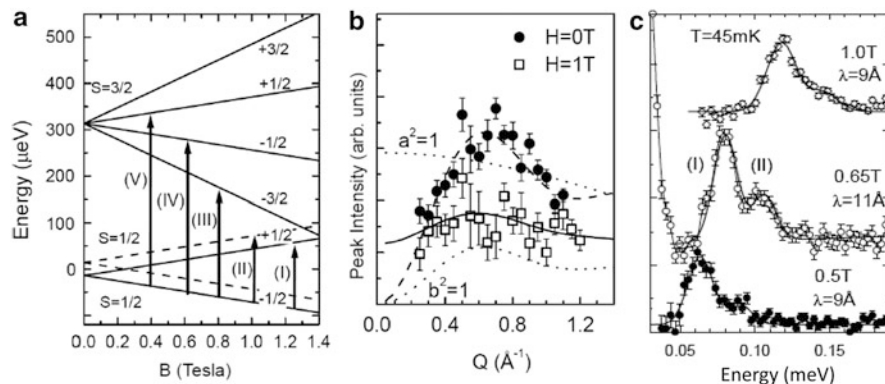 a
500
400
300
200
100
0
Energy (μeV)
0.0 0.2 0.4 0.6 0.8 1.0 1.2 1.4
B (Tesla)
S=3/2
+3/2
+1/2
-1/2
-3/2
S=1/2
+1/2
S=1/2
-1/2
(V)
(IV)
(III)
(II)
(I)
b
H=0T
H=1T
a²=1
b²=1
Peak Intensity (arb. units)
0.0 0.4 0.8 1.2
Q (Å⁻¹)
c
T=45mK
1.0T
λ=9Å
(I)
(II)
0.65T
λ=11Å
0.5T
λ=9Å
0.05 0.10 0.15
Energy (meV)